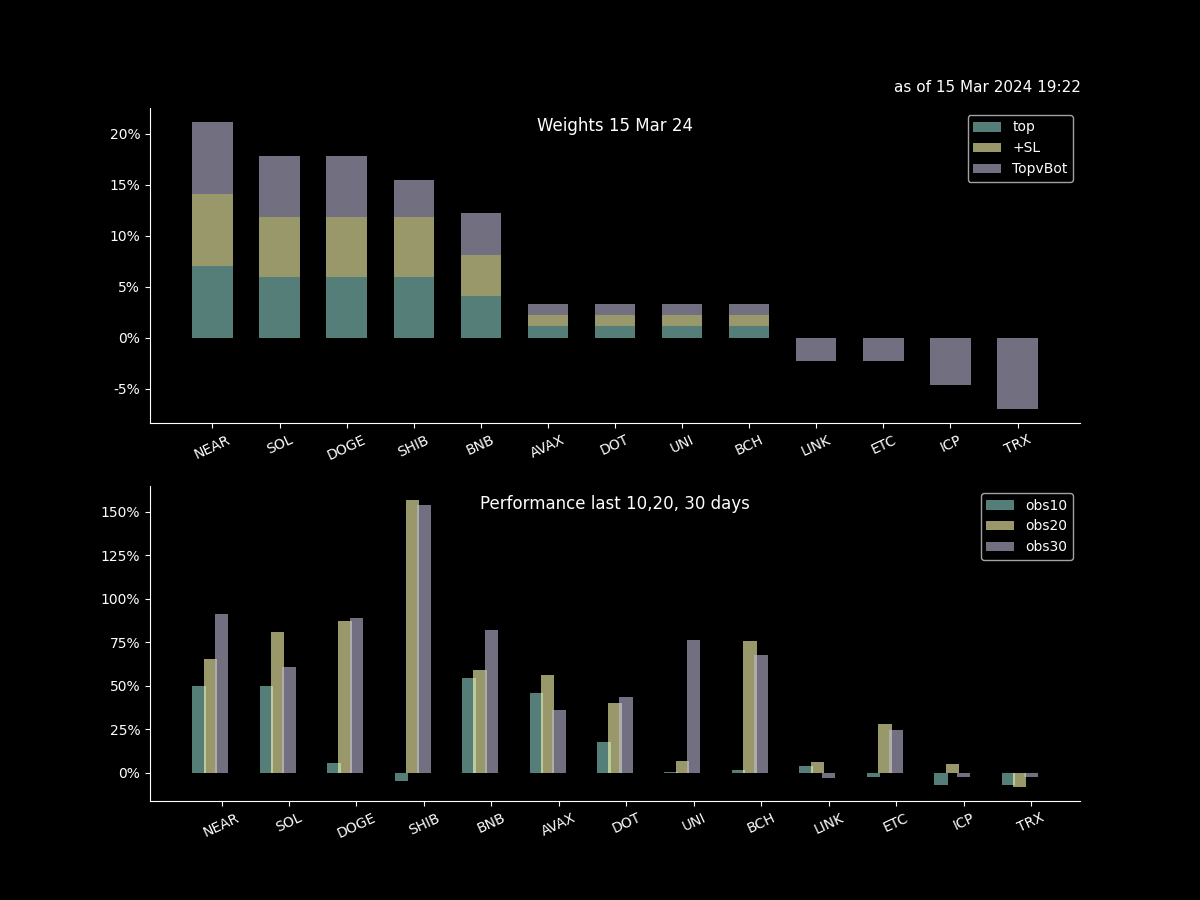 as of 15 Mar 2024 19:22
Weights 15 Mar 24
top
+SL
TopvBot
20%
15%
10%
5%
0%
-5%
NEAR SOL DOGE SHIB BNB AVAX DOT UNI BCH LINK ETC ICP TRX
Performance last 10,20, 30 days
obs10
obs20
obs30
150%
125%
100%
75%
50%
25%
0%
NEAR SOL DOGE SHIB BNB AVAX DOT UNI BCH LINK ETC ICP TRX